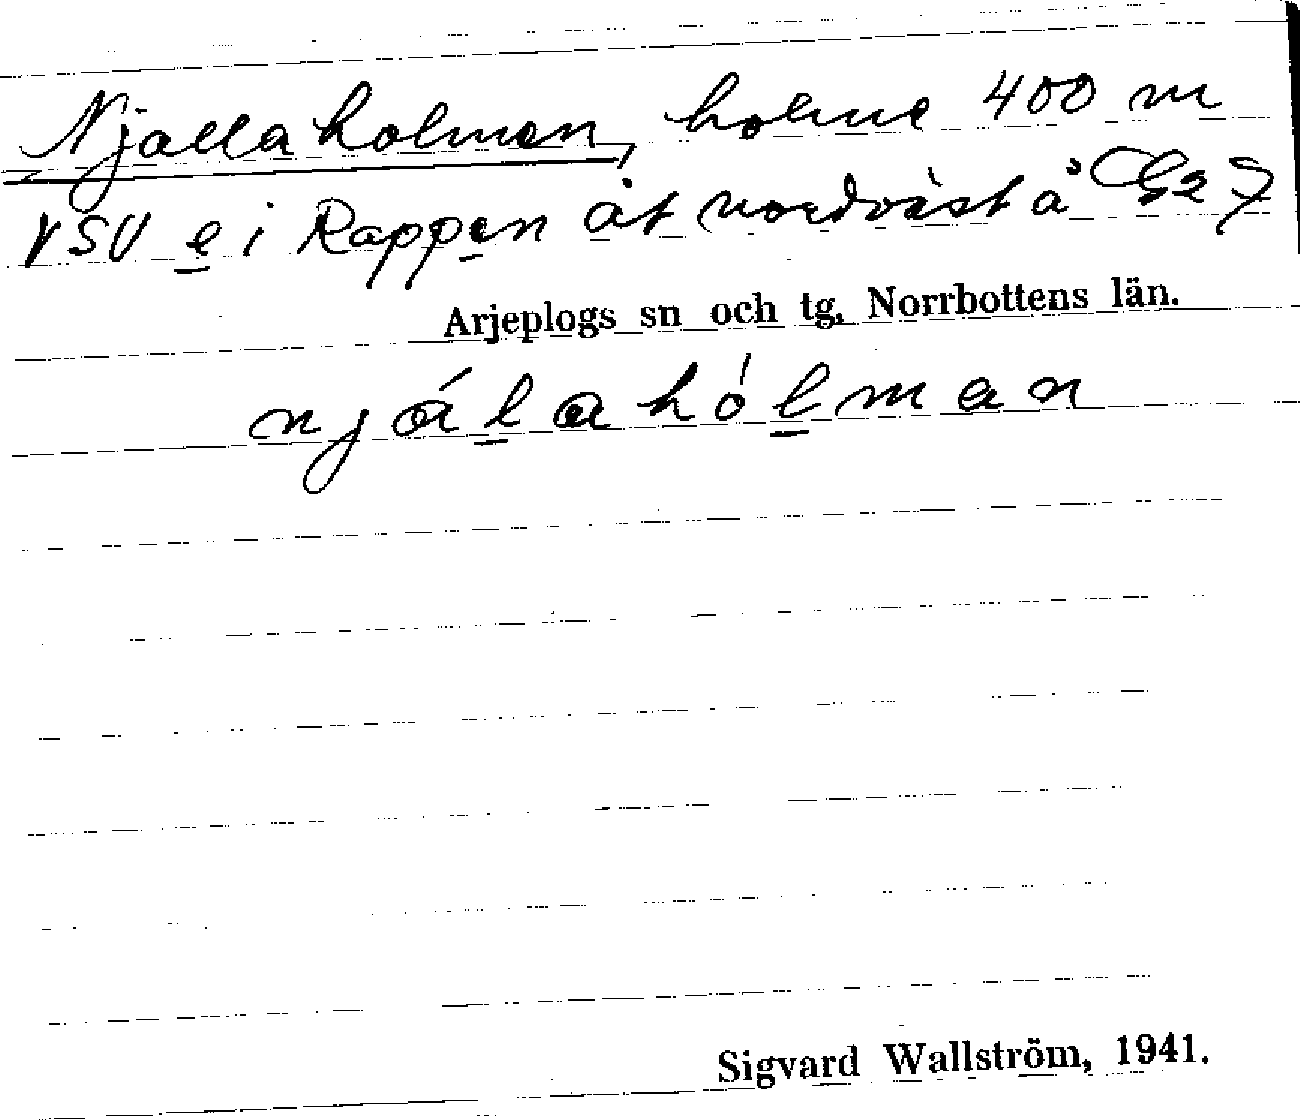 Njallaholmen, holme 400 m
VSV e i Rappen åt nordväst å G27
Arjeplogs sn och tg, Norrbottens län.
njálahólman
Sigvard Wallström, 1941.